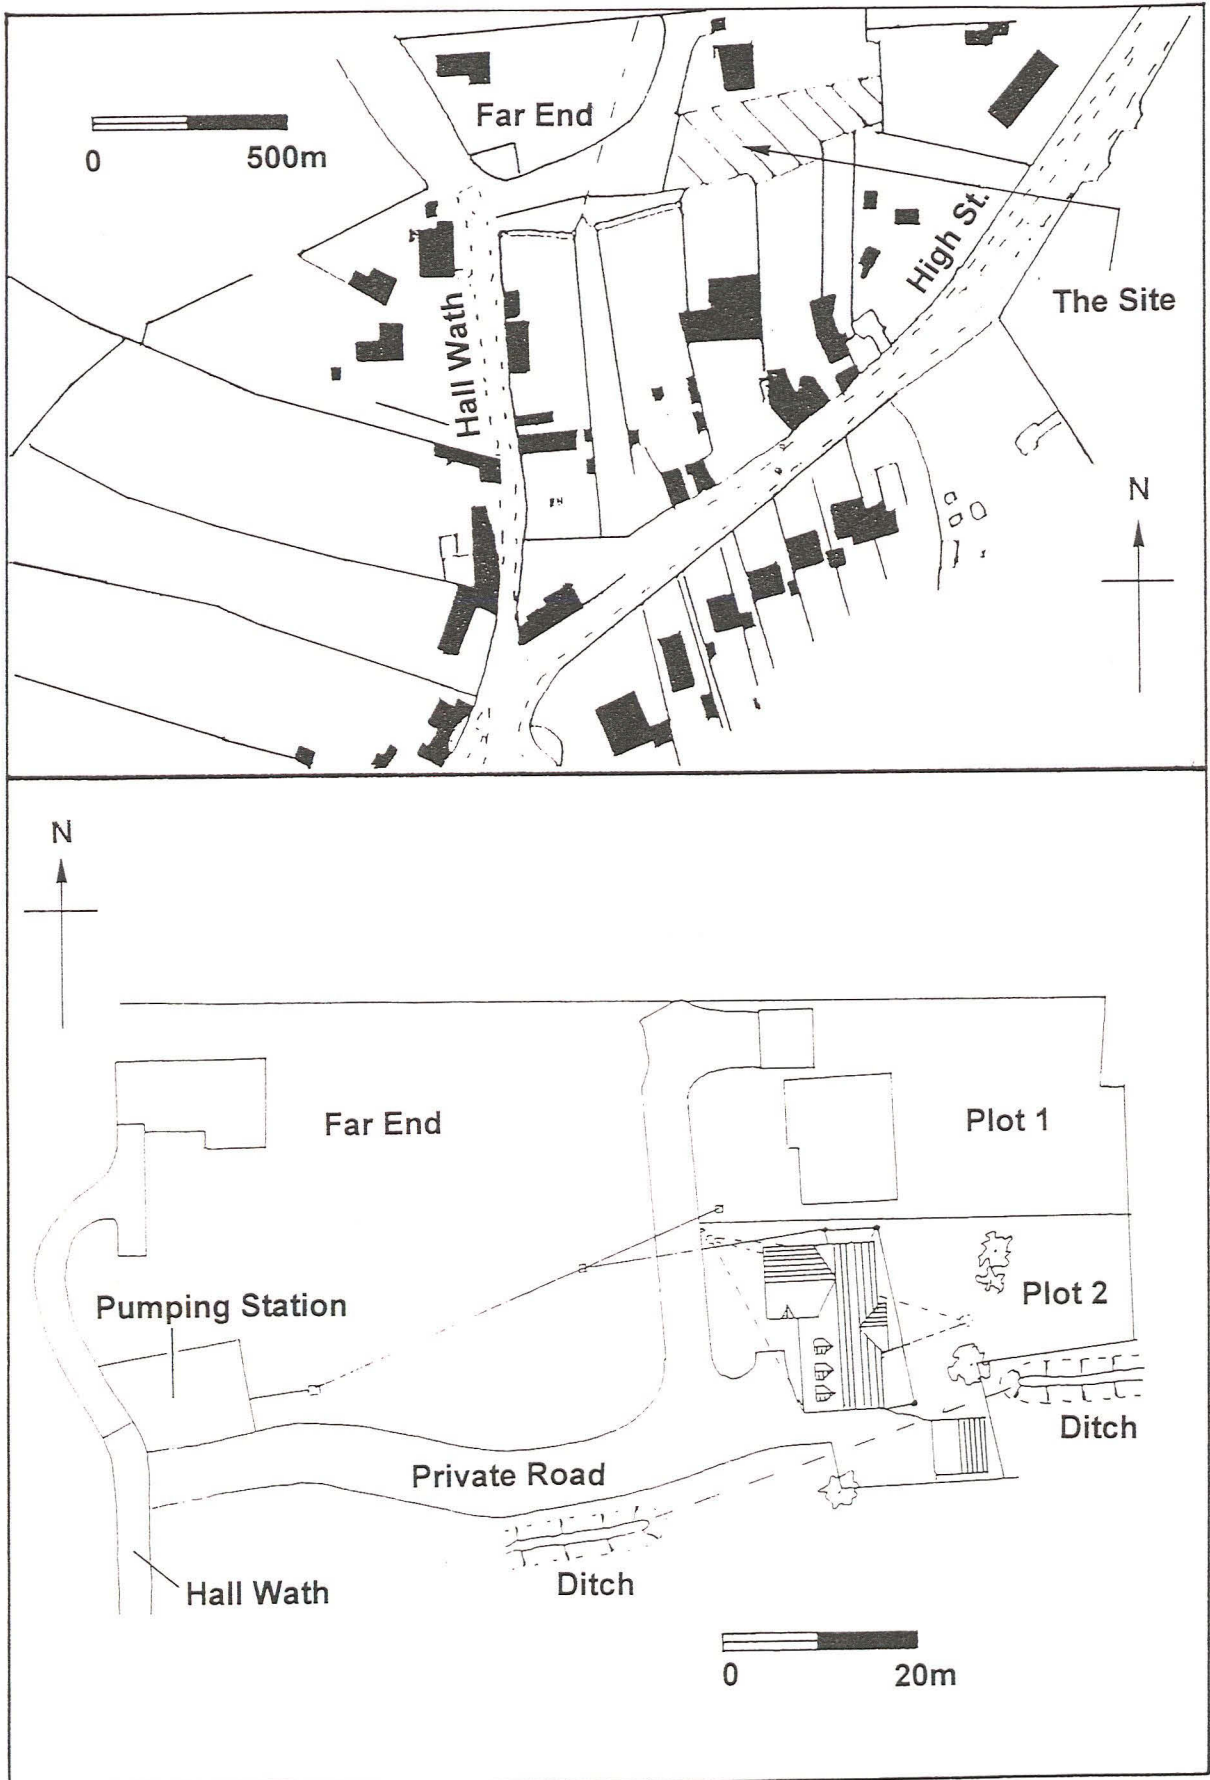 Far End
0 500m
High St.
The Site
Hall Wath
N
N
Far End
Plot 1
Plot 2
Pumping Station
Ditch
Private Road
Ditch
Hall Wath
0 20m